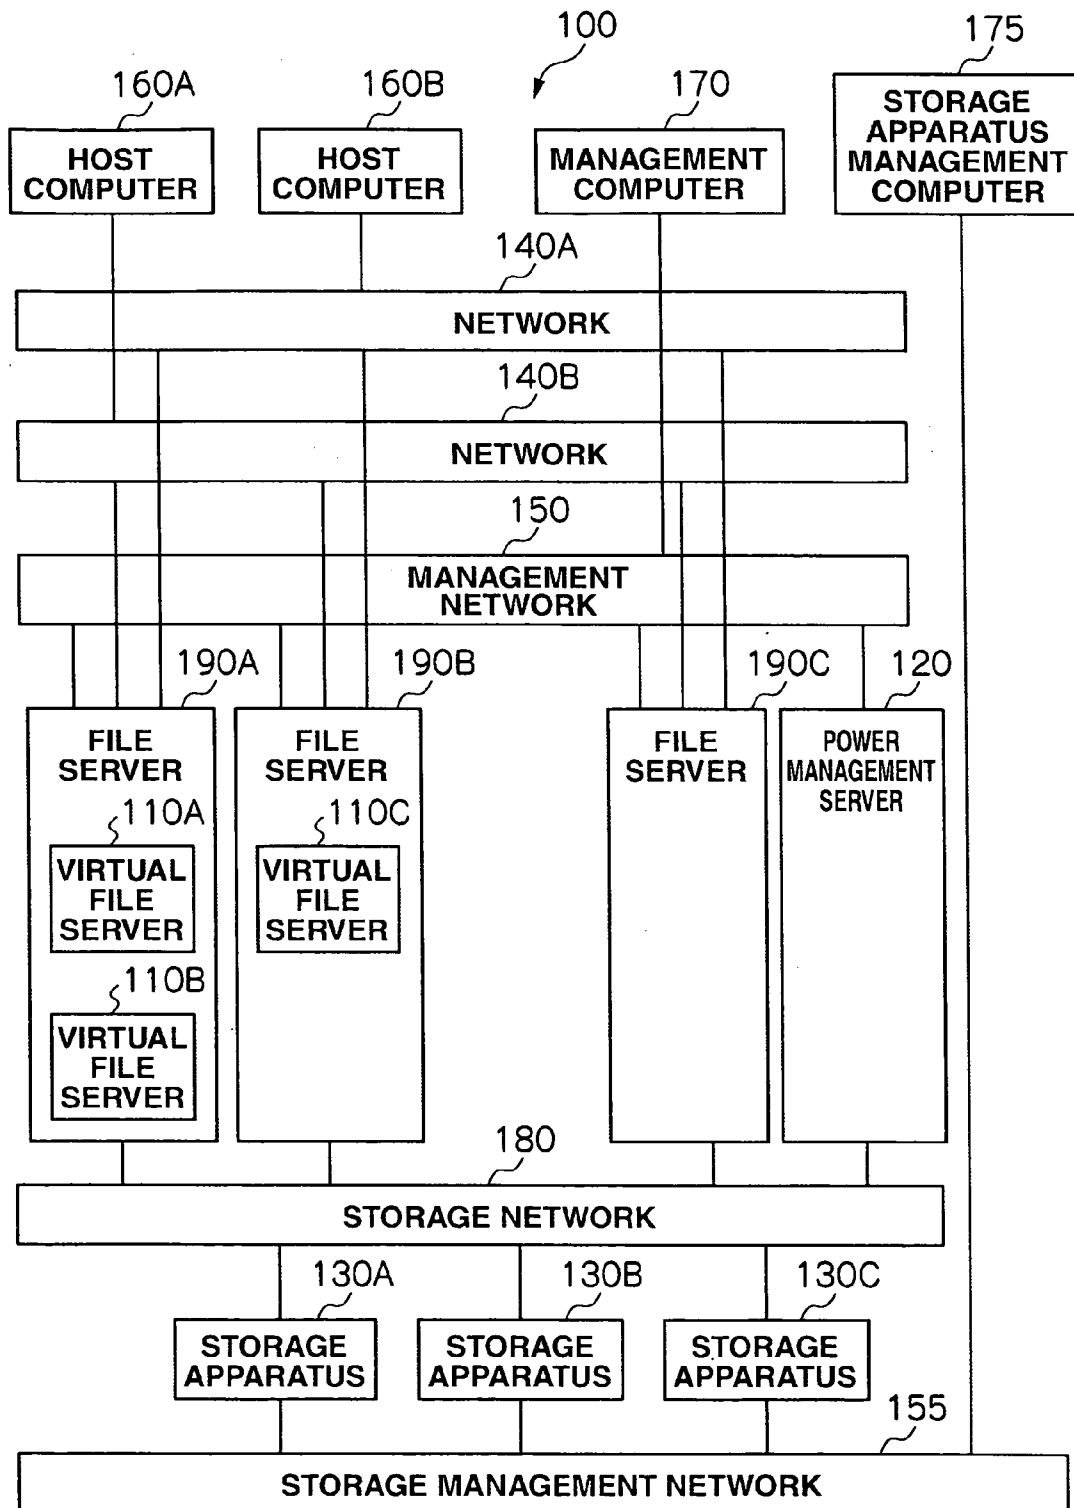 100
175
160A
160B
170
HOST
COMPUTER
HOST
COMPUTER
MANAGEMENT
COMPUTER
STORAGE
APPARATUS
MANAGEMENT
COMPUTER
140A
NETWORK
140B
NETWORK
150
MANAGEMENT
NETWORK
190A
190B
190C
120
FILE
SERVER
FILE
SERVER
FILE
SERVER
POWER
MANAGEMENT
SERVER
110A
VIRTUAL
FILE
SERVER
110C
VIRTUAL
FILE
SERVER
110B
VIRTUAL
FILE
SERVER
180
STORAGE NETWORK
130A
130B
130C
STORAGE
APPARATUS
STORAGE
APPARATUS
STORAGE
APPARATUS
155
STORAGE MANAGEMENT NETWORK